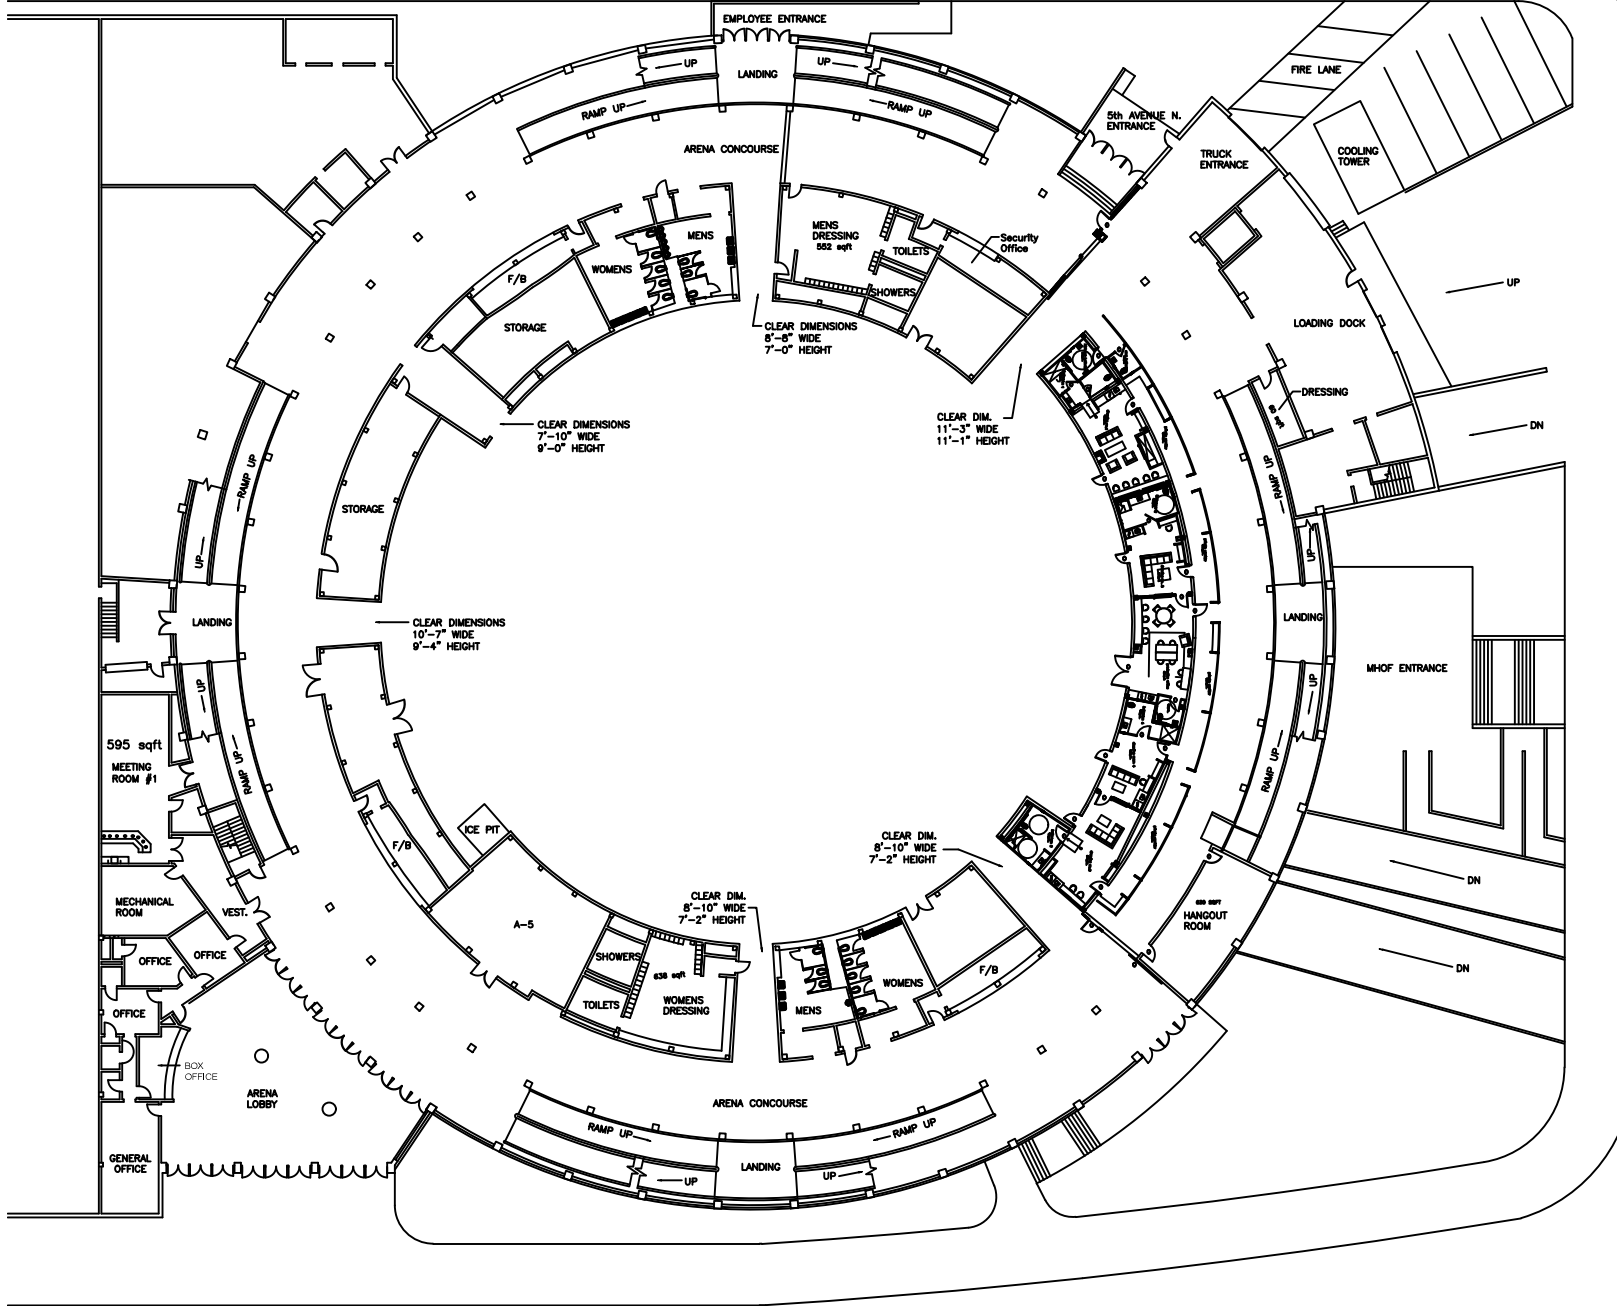 EMPLOYEE ENTRANCE
UP
LANDING
UP
RAMP UP
RAMP UP
FIRE LANE
5th AVENUE N.
ENTRANCE
ARENA CONCOURSE
TRUCK
ENTRANCE
COOLING
TOWER
MENS
DRESSING
552 sqft
MENS
TOILETS
Security
Office
WOMENS
F/B
SHOWERS
UP
STORAGE
CLEAR DIMENSIONS
8'-8" WIDE
7'-0" HEIGHT
LOADING DOCK
DRESSING
CLEAR DIMENSIONS
7'-10" WIDE
9'-0" HEIGHT
CLEAR DIM.
11'-3" WIDE
11'-1" HEIGHT
DN
RAMP UP
RAMP UP
STORAGE
UP
UP
LANDING
CLEAR DIMENSIONS
10'-7" WIDE
9'-4" HEIGHT
LANDING
MHOF ENTRANCE
UP
UP
595 sqft
MEETING
ROOM #1
RAMP UP
RAMP UP
ICE PIT
F/B
CLEAR DIM.
8'-10" WIDE
7'-2" HEIGHT
DN
MECHANICAL
ROOM
VEST.
CLEAR DIM.
8'-10" WIDE
7'-2" HEIGHT
A-5
HANGOUT
ROOM
OFFICE
OFFICE
SHOWERS
638 sqft
F/B
DN
WOMENS
TOILETS
WOMENS
DRESSING
MENS
OFFICE
BOX
OFFICE
ARENA
LOBBY
ARENA CONCOURSE
RAMP UP
RAMP UP
GENERAL
OFFICE
LANDING
UP
UP